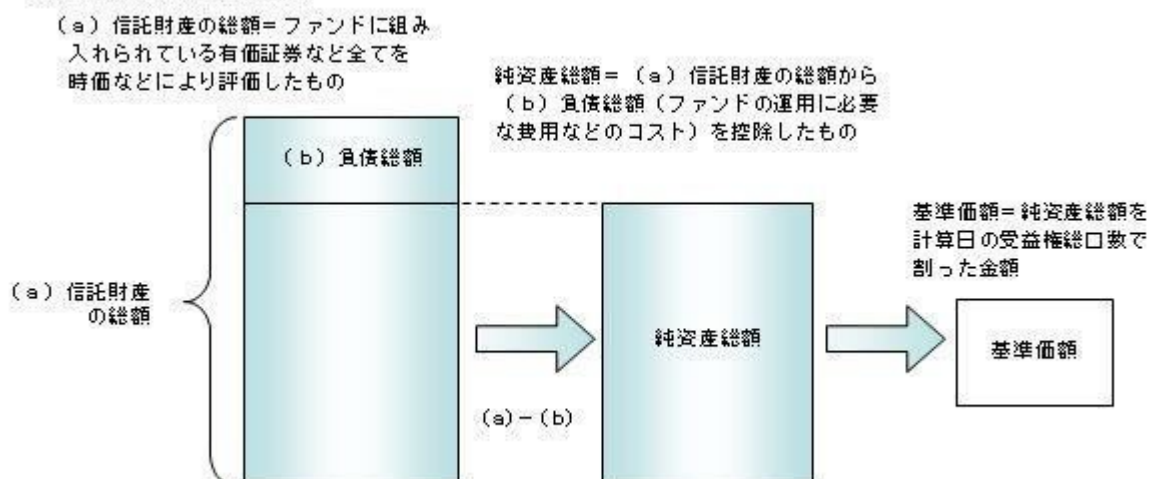 (a)信託財産の総額=ファンドに組み
入れられている有価証券など全てを
時価などにより評価したもの
純資産総額=(a)信託財産の総額から
(b)負債総額(ファンドの運用に必要
な費用などのコスト)を控除したもの
(b)負債総額
基準価額=純資産総額を
計算日の受益権総口数で
割った金額
(a)信託財産
の総額
純資産総額
基準価額
(a)-(b)